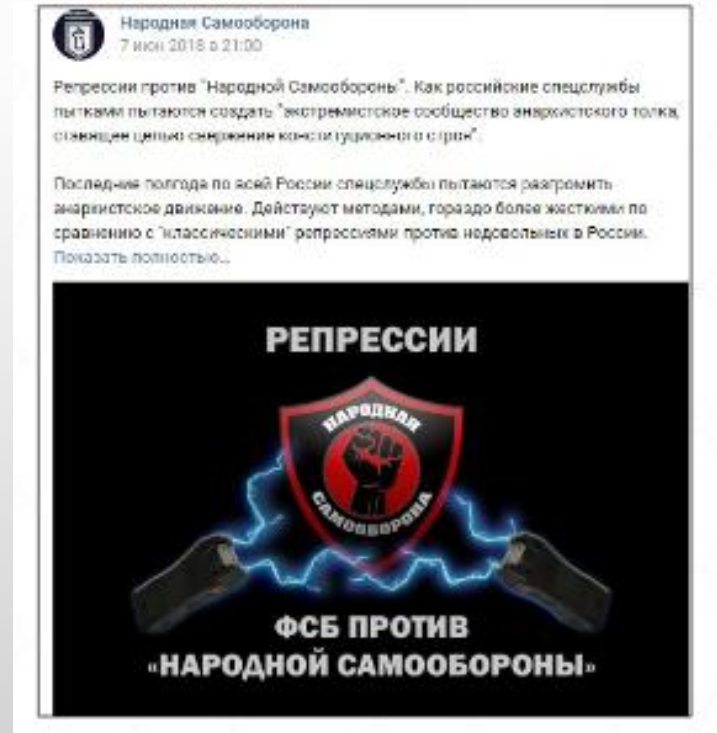 Народная Самооборона
7 июн 2018 в 21:00
Репрессии против "Народной Самообороны". Как российские спецслужбы
пытками пытаются создать "экстремистское сообщество анархистского толка,
ставящее целью свержение конституционного строя".
Последние полгода по всей России спецслужбы пытаются разгромить
анархистское движение. Действуют методами, гораздо более жесткими по
сравнению с "классическими" репрессиями против недовольных в России.
Показать полностью...
РЕПРЕССИИ
НАРОДНАЯ
САМООБОРОНА
ФСБ ПРОТИВ
«НАРОДНОЙ САМООБОРОНЫ»